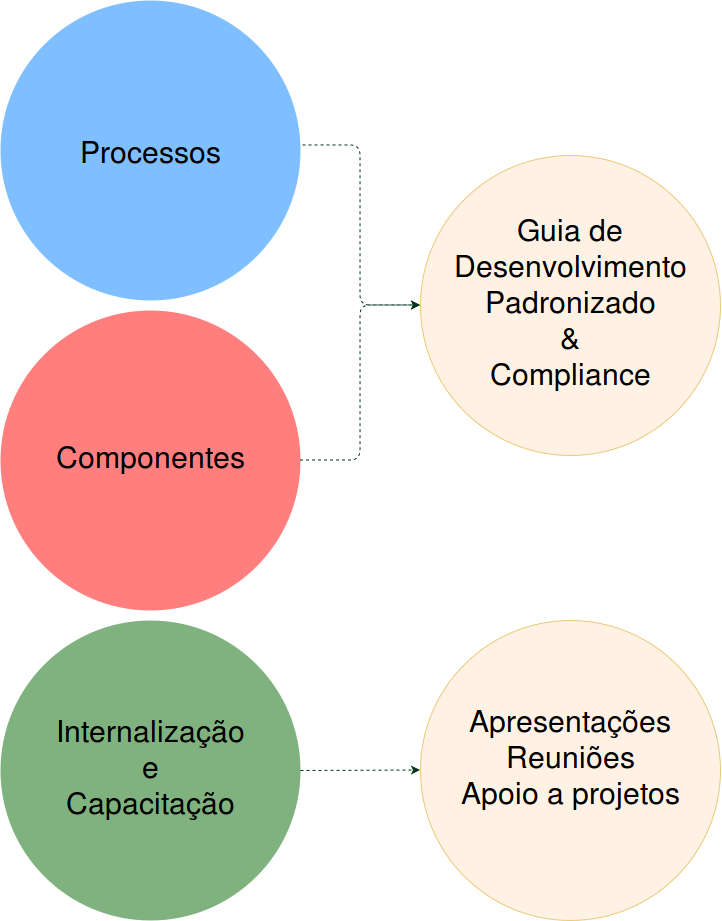 Processos
Guia de
Desenvolvimento
Padronizado
&
Compliance
Componentes
Internalização
e
Capacitação
Apresentações
Reuniões
Apoio a projetos